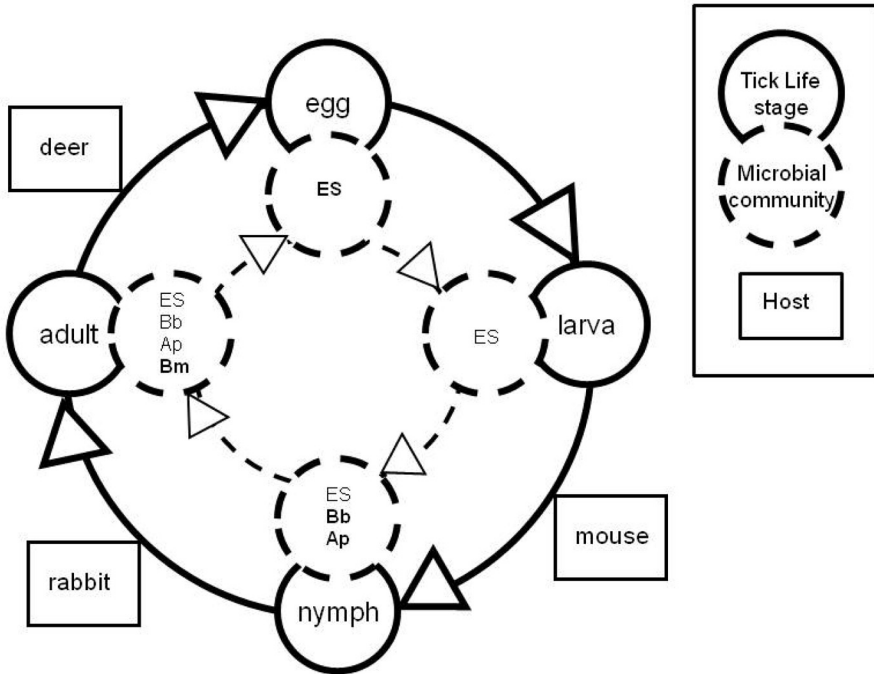 egg
ES
deer
adult
ES
Bb
Ap
Bm
ES
larva
ES
Bb
Ap
nymph
rabbit
mouse
Tick Life
stage
Microbial
community
Host